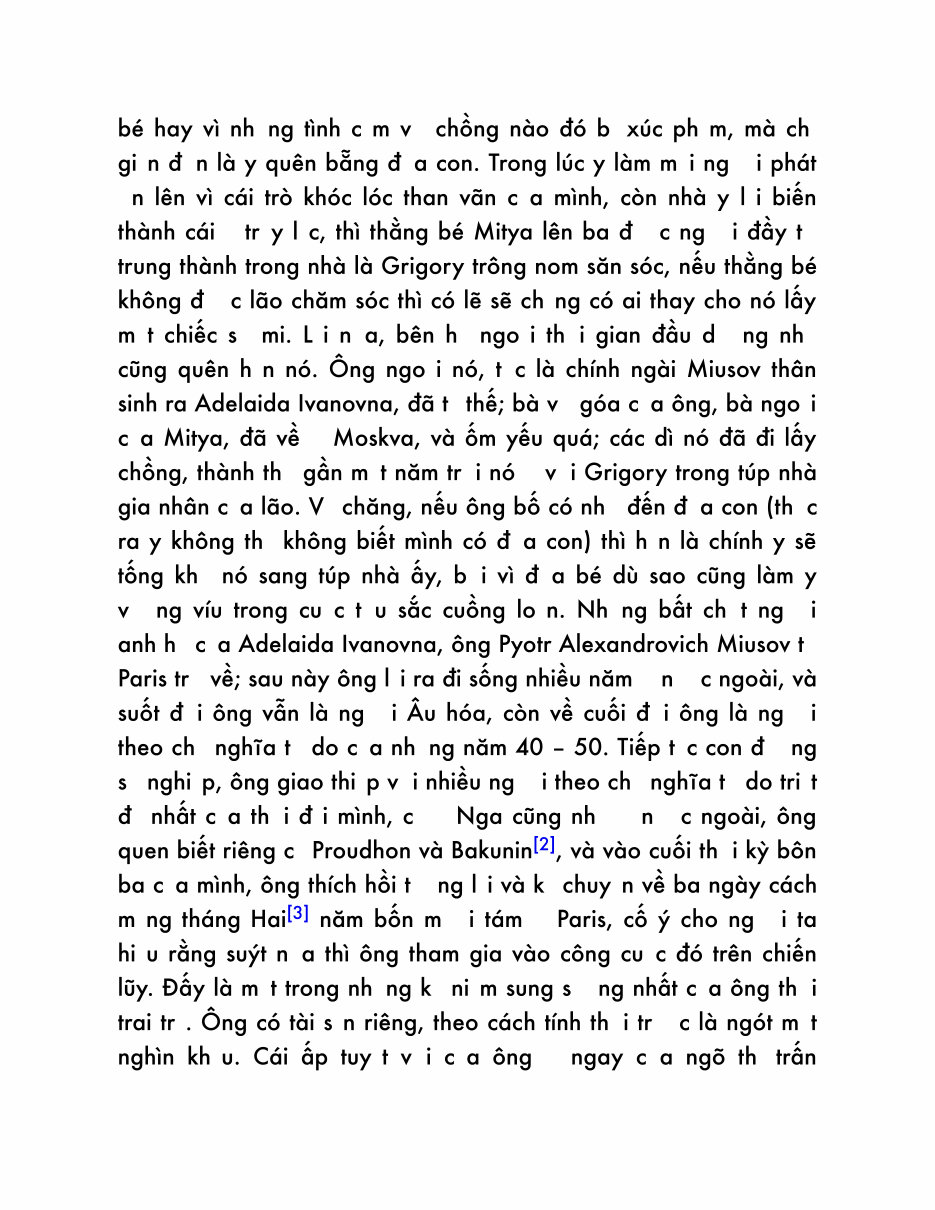 bé hay vì nh ng tình c m v chồng nào đó b xúc ph m, mà ch
gi n đ n là y quên bẵng đ a con. Trong lúc y làm m i ng i phát
n lên vì cái trò khóc lóc than vãn c a mình, còn nhà y l i biến
thành cái tr y l c, thì thằng bé Mitya lên ba đ c ng i đầy t
trung thành trong nhà là Grigory trông nom săn sóc, nếu thằng bé
không đ c lão chăm sóc thì có lẽ sẽ ch ng có ai thay cho nó lấy
m t chiếc s mi. L i n a, bên h ngo i th i gian đầu d ng nh
cũng quên h n nó. Ông ngo i nó, t c là chính ngài Miusov thân
sinh ra Adelaida Ivanovna, đã t thế; bà v góa c a ông, bà ngo i
c a Mitya, đã về Moskva, và ốm yếu quá; các dì nó đã đi lấy
chồng, thành th gần m t năm tr i nó v i Grigory trong túp nhà
gia nhân c a lão. V chăng, nếu ông bố có nh đến đ a con (th c
ra y không th không biết mình có đ a con) thì h n là chính y sẽ
tống kh nó sang túp nhà ấy, b i vì đ a bé dù sao cũng làm y
v ng víu trong cu c t u sắc cuồng lo n. Nh ng bất ch t ng i
anh h c a Adelaida Ivanovna, ông Pyotr Alexandrovich Miusov t
Paris tr về; sau này ông l i ra đi sống nhiều năm n c ngoài, và
suốt đ i ông vẫn là ng i Âu hóa, còn về cuối đ i ông là ng i
theo ch nghĩa t do c a nh ng năm 40 – 50. Tiếp t c con đ ng
s nghi p, ông giao thi p v i nhiều ng i theo ch nghĩa t do tri t
đ nhất c a th i đ i mình, c Nga cũng nh n c ngoài, ông
quen biết riêng c Proudhon và Bakunin[2], và vào cuối th i kỳ bôn
ba c a mình, ông thích hồi t ng l i và k chuy n về ba ngày cách
m ng tháng Hai[3] năm bốn m i tám Paris, cố ý cho ng i ta
hi u rằng suýt n a thì ông tham gia vào công cu c đó trên chiến
lũy. Đấy là m t trong nh ng k ni m sung s ng nhất c a ông th i
trai tr . Ông có tài s n riêng, theo cách tính th i tr c là ngót m t
nghìn kh u. Cái ấp tuy t v i c a ông ngay c a ngõ th trấn